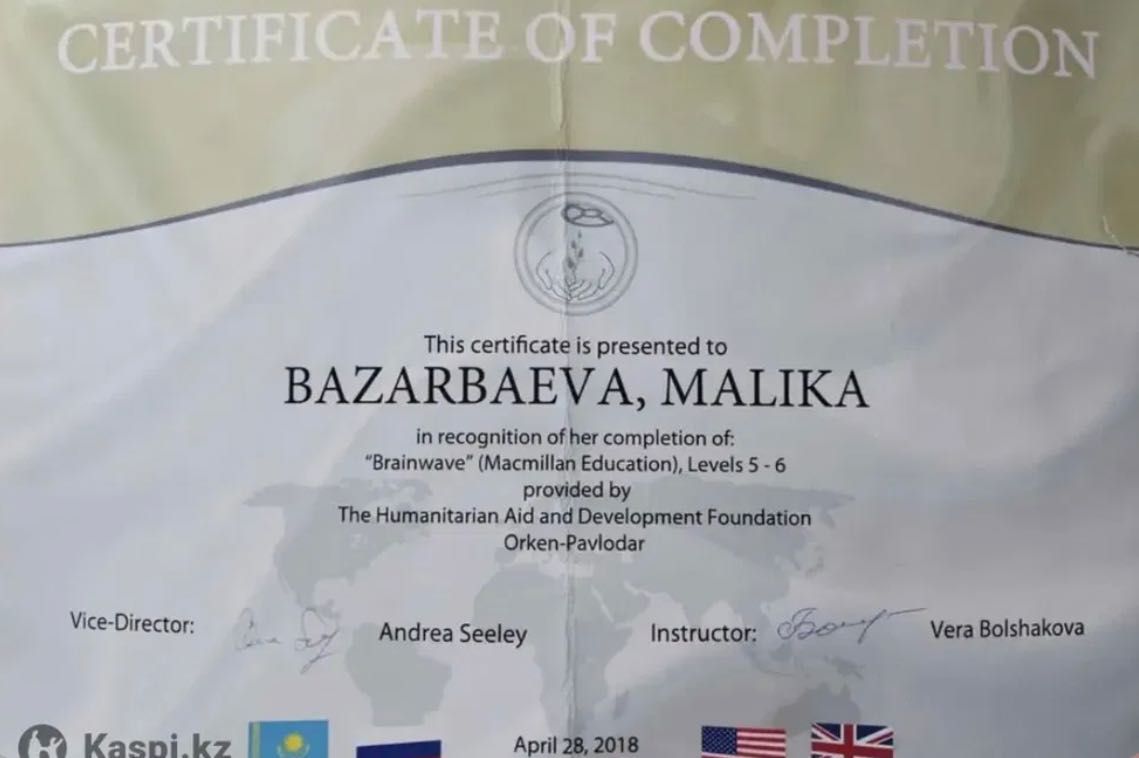 CERTIFICATE OF COMPLETION
This certificate is presented to
BAZARBAEVA, MALIKA
in recognition of her completion of:
“Brainwave” (Macmillan Education), Levels 5 - 6
provided by
The Humanitarian Aid and Development Foundation
Orken-Pavlodar
Vice-Director: Andrea Seeley Instructor: Vera Bolshakova
April 28, 2018
Kaspi.kz